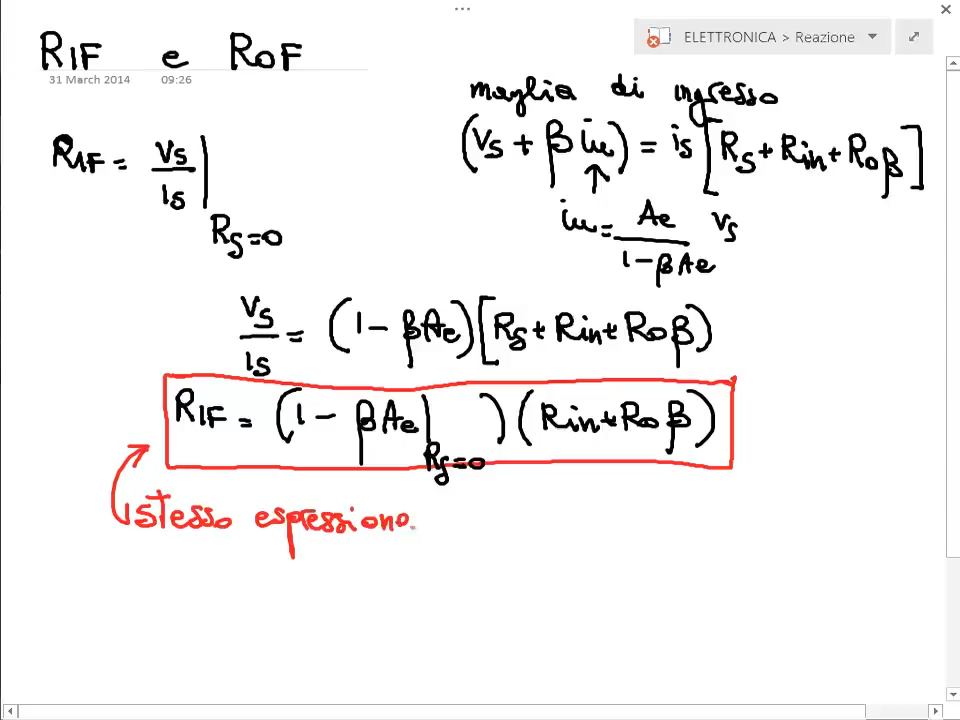 RIF e ROF
ELETTRONICA > Reazione
31 March 2014 09:26
maglia di ingresso
RIF = Vs/Is | Rs=0
(Vs + β iu) = is [Rs + Rin + Roβ]
↑
iu = Ae/(1-βAe) Vs
Vs/Is = (1 - βAe) [Rs + Rin + Roβ)
RIF = (1 - βAe|Rs=0 ) (Rin + Roβ)
stesso espressione